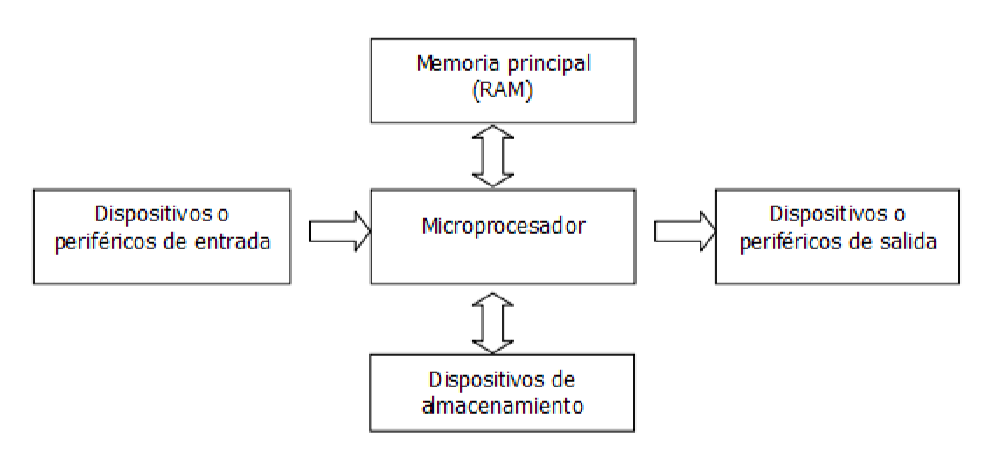 Memoria principal
(RAM)
Dispositivos o
periféricos de entrada
Microprocesador
Dispositivos o
periféricos de salida
Dispositivos de
almacenamiento